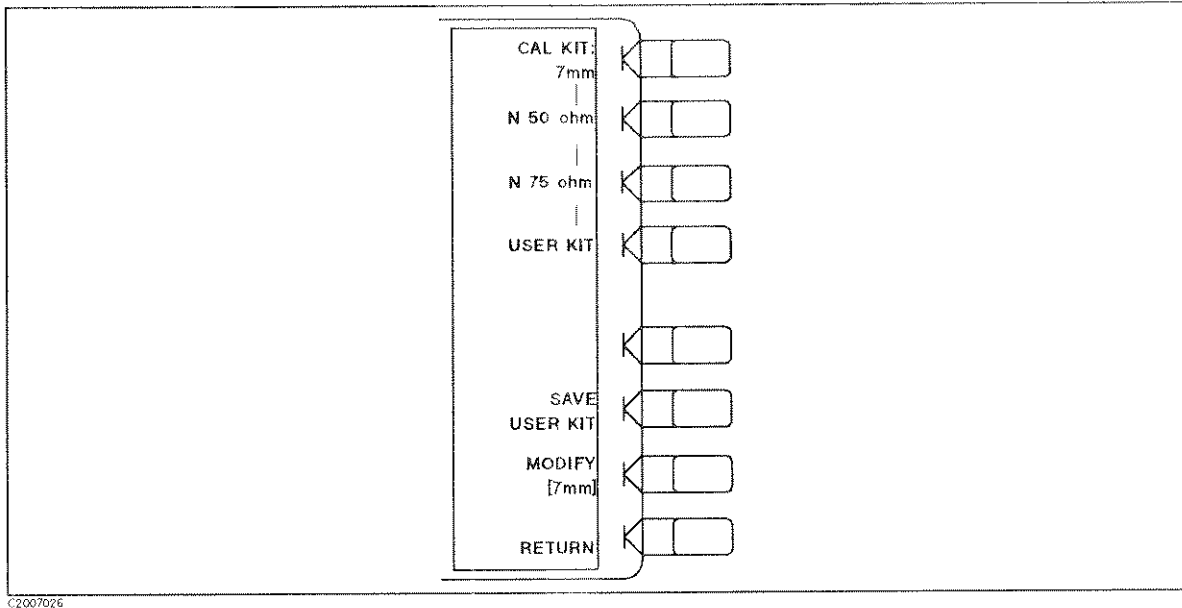 CAL KIT:
7mm
N 50 ohm
N 75 ohm
USER KIT
SAVE
USER KIT
MODIFY
[7mm]
RETURN
C2007026